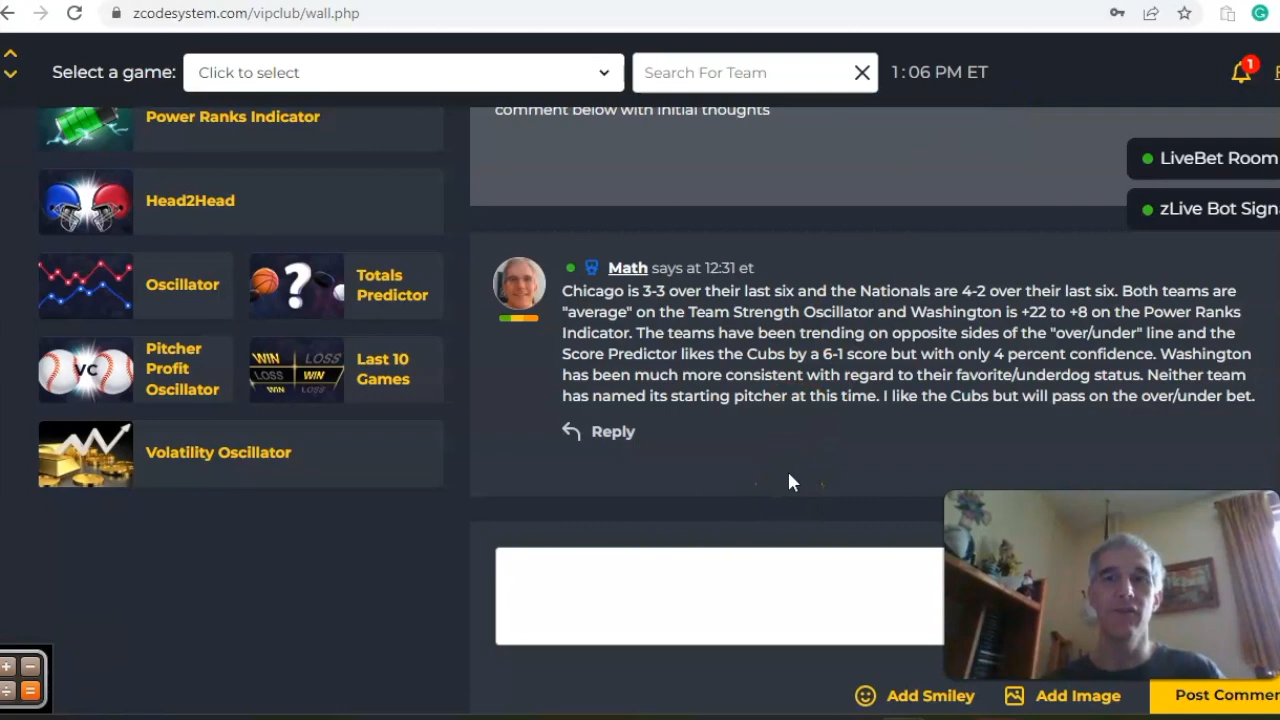 zcodesystem.com/vipclub/wall.php
Select a game:
Click to select
Search For Team
1:06 PM ET
1
Power Ranks Indicator
Head2Head
Oscillator
Totals
Predictor
Pitcher
Profit
Oscillator
VC
WIN LOSS
LOSS WIN
WIN LOSS
Last 10
Games
Volatility Oscillator
comment below with initial thoughts
LiveBet Room
zLive Bot Sign
Math says at 12:31 et
Chicago is 3-3 over their last six and the Nationals are 4-2 over their last six. Both teams are
"average" on the Team Strength Oscillator and Washington is +22 to +8 on the Power Ranks
Indicator. The teams have been trending on opposite sides of the "over/under" line and the
Score Predictor likes the Cubs by a 6-1 score but with only 4 percent confidence. Washington
has been much more consistent with regard to their favorite/underdog status. Neither team
has named its starting pitcher at this time. I like the Cubs but will pass on the over/under bet.
Reply
Add Smiley
Add Image
Post Commer